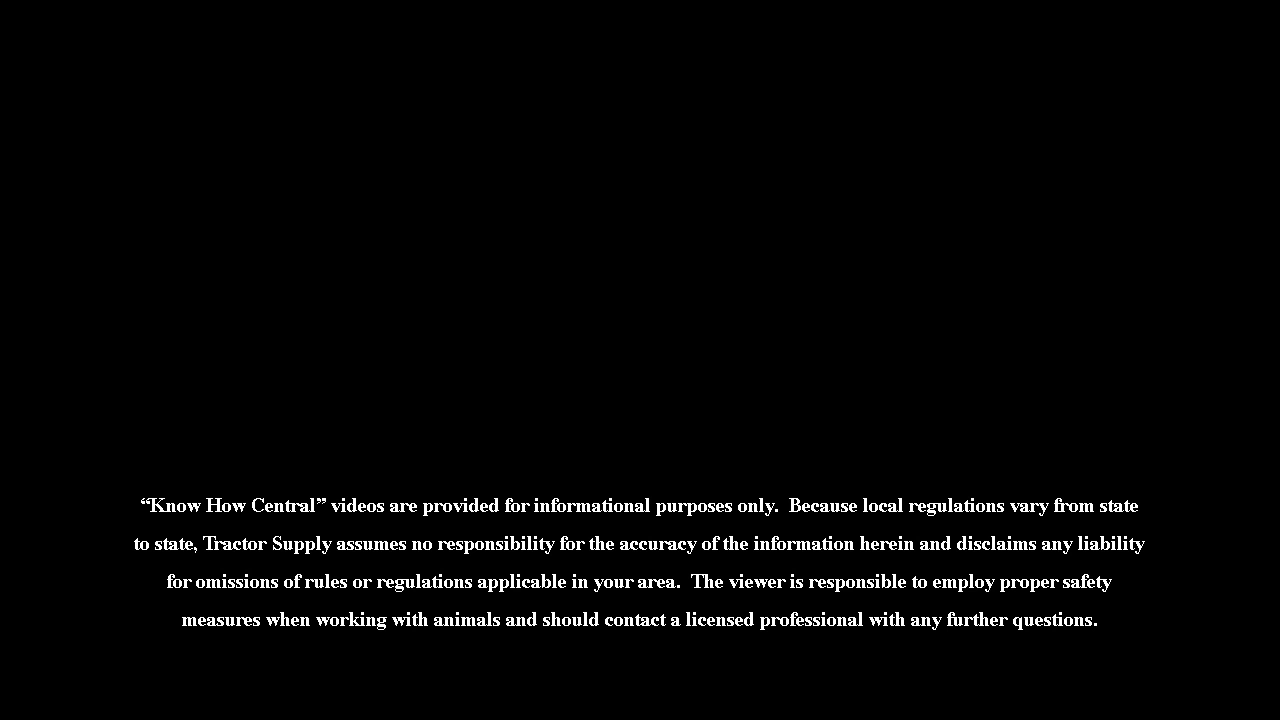 “Know How Central” videos are provided for informational purposes only.  Because local regulations vary from state
to state, Tractor Supply assumes no responsibility for the accuracy of the information herein and disclaims any liability
for omissions of rules or regulations applicable in your area.  The viewer is responsible to employ proper safety
measures when working with animals and should contact a licensed professional with any further questions.